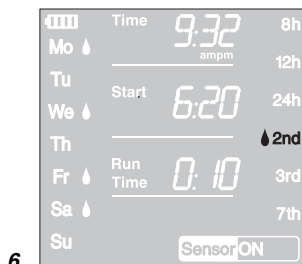 Time 9:32 8h
Mo ampm
12h
Tu
Start 6:20 24h
We
Th 2nd
Run
Fr Time 0:10 3rd
Sa 7th
Su Sensor ON
6